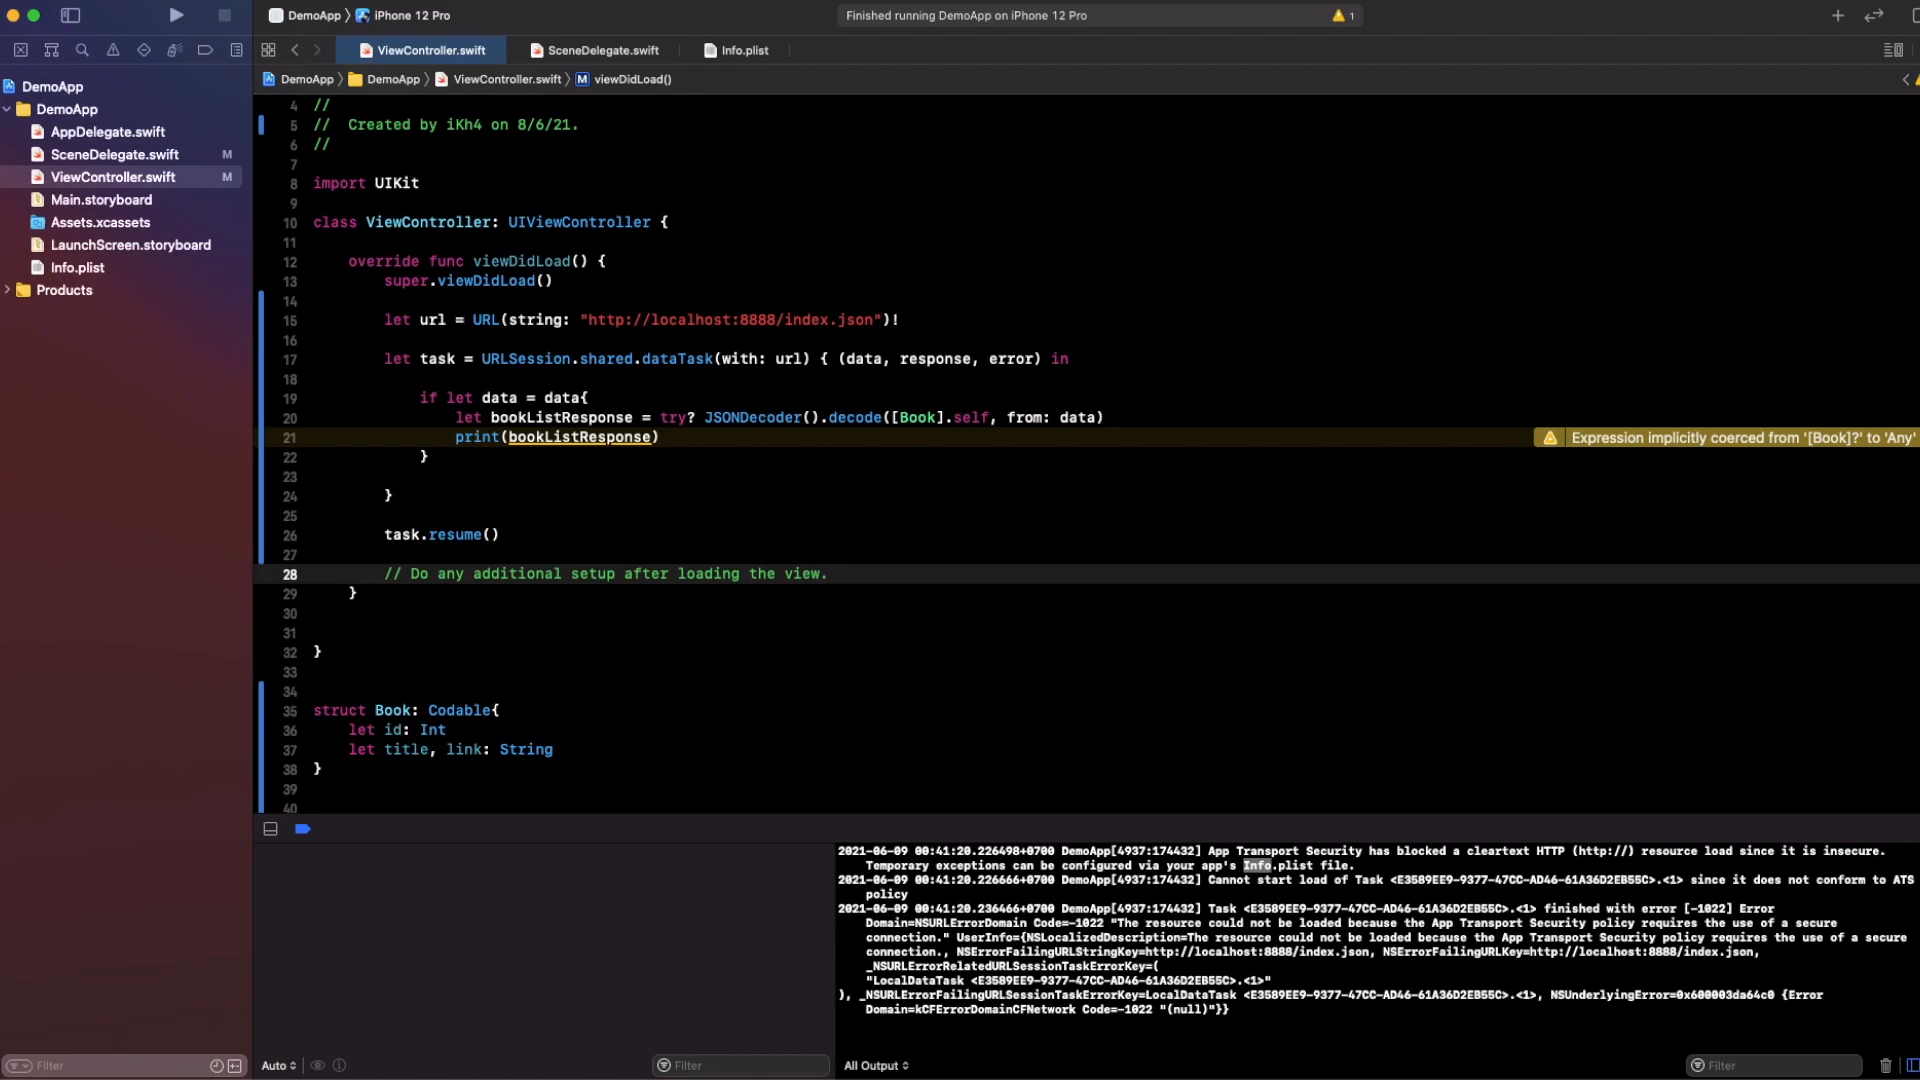 DemoApp 〉 iPhone 12 Pro
Finished running DemoApp on iPhone 12 Pro
1
ViewController.swift
SceneDelegate.swift
Info.plist
DemoApp 〉 DemoApp 〉 ViewController.swift 〉 M viewDidLoad()
DemoApp
DemoApp
AppDelegate.swift
SceneDelegate.swift M
ViewController.swift M
Main.storyboard
Assets.xcassets
LaunchScreen.storyboard
Info.plist
Products
4 //
5 //  Created by iKh4 on 8/6/21.
6 //
7
8 import UIKit
9
10 class ViewController: UIViewController {
11
12     override func viewDidLoad() {
13         super.viewDidLoad()
14
15         let url = URL(string: "http://localhost:8888/index.json")!
16
17         let task = URLSession.shared.dataTask(with: url) { (data, response, error) in
18
19             if let data = data{
20                 let bookListResponse = try? JSONDecoder().decode([Book].self, from: data)
21                 print(bookListResponse)
Expression implicitly coerced from '[Book]?' to 'Any'
22             }
23
24         }
25
26         task.resume()
27
28         // Do any additional setup after loading the view.
29     }
30
31
32 }
33
34
35 struct Book: Codable{
36     let id: Int
37     let title, link: String
38 }
39
40
2021-06-09 00:41:20.226498+0700 DemoApp[4937:174432] App Transport Security has blocked a cleartext HTTP (http://) resource load since it is insecure.
Temporary exceptions can be configured via your app's Info.plist file.
2021-06-09 00:41:20.226666+0700 DemoApp[4937:174432] Cannot start load of Task <E3589EE9-9377-47CC-AD46-61A36D2EB55C>.<1> since it does not conform to ATS
policy
2021-06-09 00:41:20.236466+0700 DemoApp[4937:174432] Task <E3589EE9-9377-47CC-AD46-61A36D2EB55C>.<1> finished with error [-1022] Error
Domain=NSURLErrorDomain Code=-1022 "The resource could not be loaded because the App Transport Security policy requires the use of a secure
connection." UserInfo={NSLocalizedDescription=The resource could not be loaded because the App Transport Security policy requires the use of a secure
connection., NSErrorFailingURLStringKey=http://localhost:8888/index.json, NSErrorFailingURLKey=http://localhost:8888/index.json,
_NSURLErrorRelatedURLSessionTaskErrorKey=(
"LocalDataTask <E3589EE9-9377-47CC-AD46-61A36D2EB55C>.<1>"
), _NSURLErrorFailingURLSessionTaskErrorKey=LocalDataTask <E3589EE9-9377-47CC-AD46-61A36D2EB55C>.<1>, NSUnderlyingError=0x600003da64c0 {Error
Domain=kCFErrorDomainCFNetwork Code=-1022 "(null)"}}
Filter
Auto
Filter
All Output
Filter